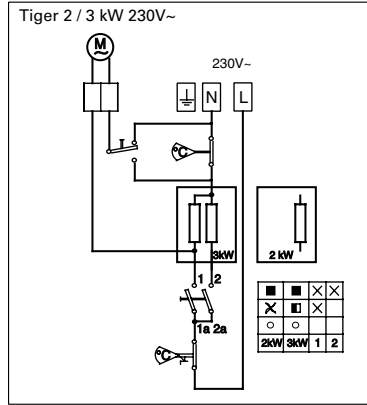 Tiger 2 / 3 kW 230V~
M
230V~
N L
°C
3kW
2 kW
1 2
1a 2a
°C
2kW 3kW 1 2